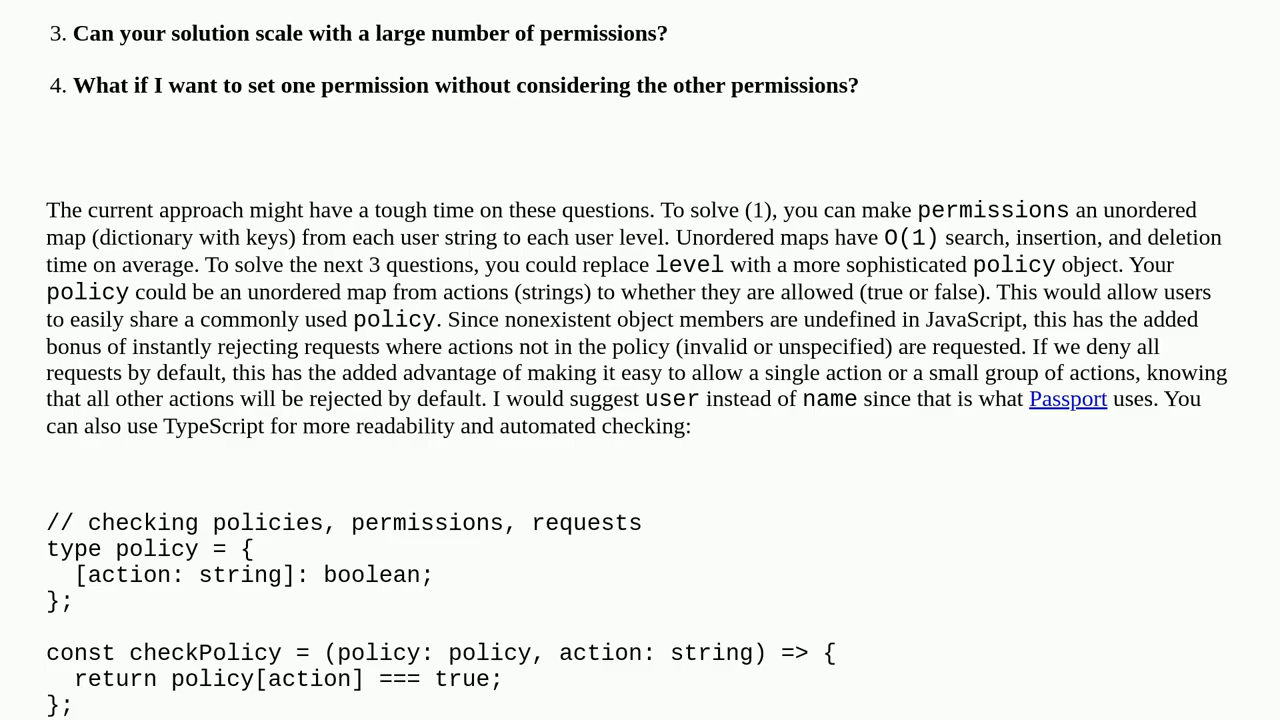 3. Can your solution scale with a large number of permissions?
4. What if I want to set one permission without considering the other permissions?
The current approach might have a tough time on these questions. To solve (1), you can make permissions an unordered
map (dictionary with keys) from each user string to each user level. Unordered maps have O(1) search, insertion, and deletion
time on average. To solve the next 3 questions, you could replace level with a more sophisticated policy object. Your
policy could be an unordered map from actions (strings) to whether they are allowed (true or false). This would allow users
to easily share a commonly used policy. Since nonexistent object members are undefined in JavaScript, this has the added
bonus of instantly rejecting requests where actions not in the policy (invalid or unspecified) are requested. If we deny all
requests by default, this has the added advantage of making it easy to allow a single action or a small group of actions, knowing
that all other actions will be rejected by default. I would suggest user instead of name since that is what Passport uses. You
can also use TypeScript for more readability and automated checking:
// checking policies, permissions, requests
type policy = {
  [action: string]: boolean;
};
const checkPolicy = (policy: policy, action: string) => {
  return policy[action] === true;
};